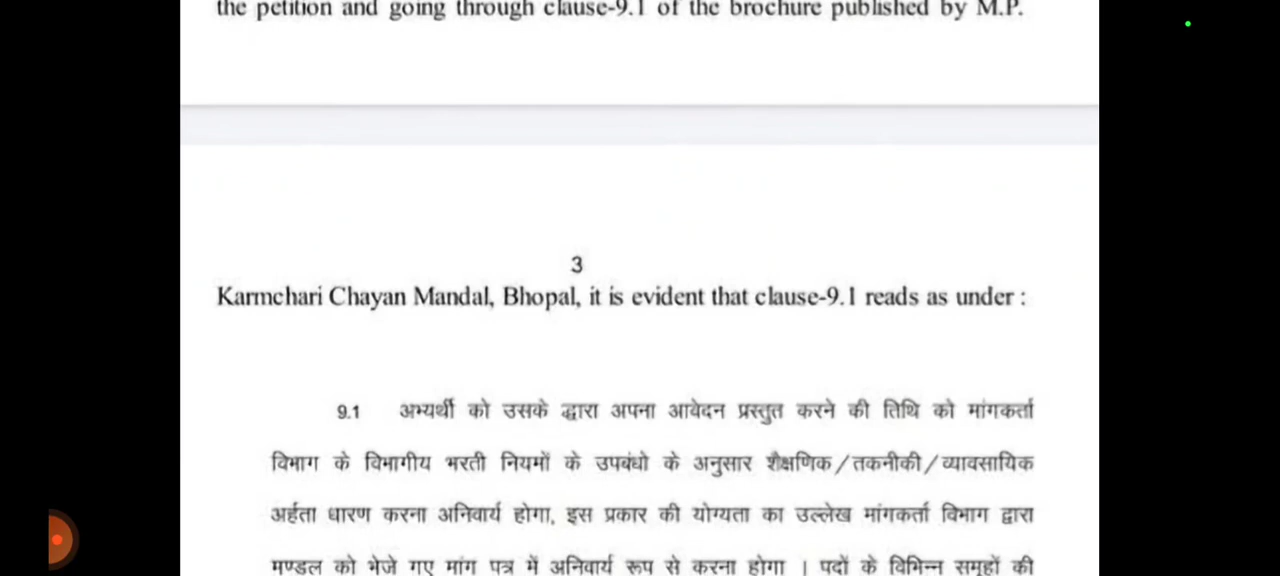 the petition and going through clause-9.1 of the brochure published by M.P.
3
Karmchari Chayan Mandal, Bhopal, it is evident that clause-9.1 reads as under :
9.1 अभ्यर्थी को उसके द्वारा अपना आवेदन प्रस्तुत करने की तिथि को मांगकर्ता
विभाग के विभागीय भरती नियमों के उपबंधो के अनुसार शैक्षणिक/तकनीकी/व्यावसायिक
अर्हता धारण करना अनिवार्य होगा, इस प्रकार की योग्यता का उल्लेख मांगकर्ता विभाग द्वारा
मण्डल को भेजे गए मांग पत्र में अनिवार्य रूप से करना होगा । पदों के विभिन्न समूहों की